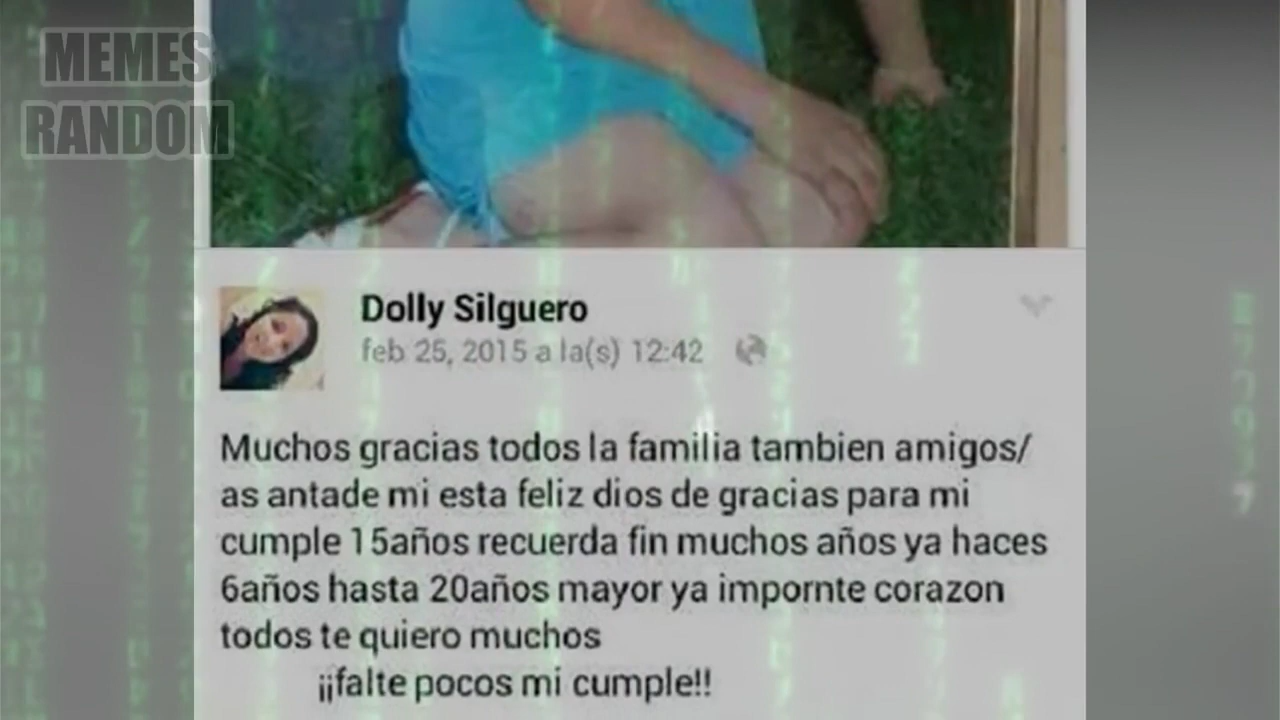 MEMES
RANDOM
Dolly Silguero
feb 25, 2015 a la(s) 12:42
Muchos gracias todos la familia tambien amigos/
as antade mi esta feliz dios de gracias para mi
cumple 15años recuerda fin muchos años ya haces
6años hasta 20años mayor ya impornte corazon
todos te quiero muchos
¡¡falte pocos mi cumple!!